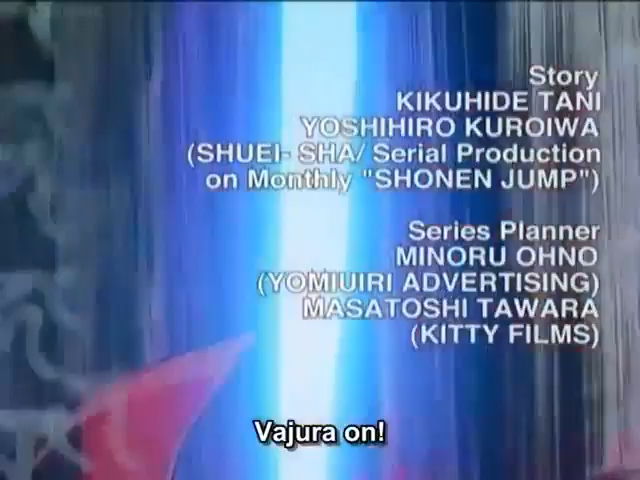 Story
KIKUHIDE TANI
YOSHIHIRO KUROIWA
(SHUEI- SHA/ Serial Production
on Monthly "SHONEN JUMP")
Series Planner
MINORU OHNO
(YOMIUIRI ADVERTISING)
MASATOSHI TAWARA
(KITTY FILMS)
Vajura on!